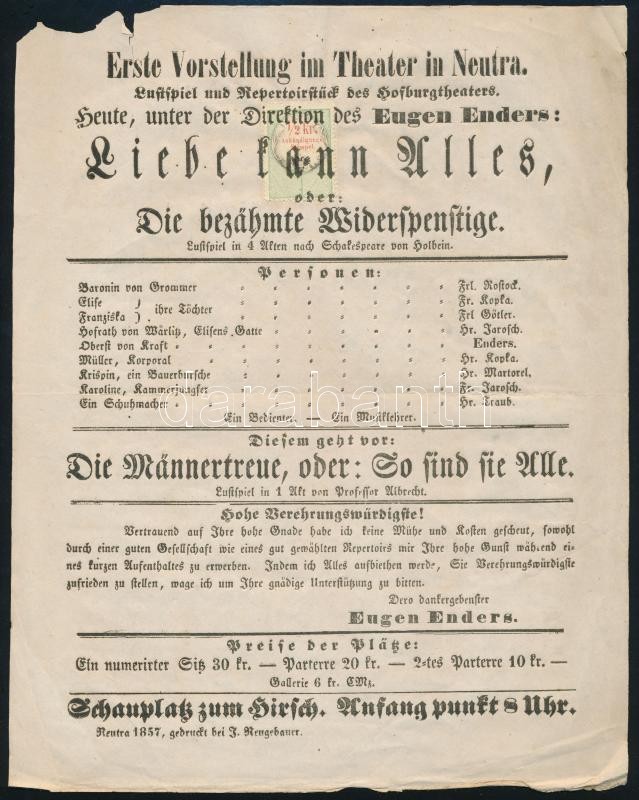 Erste Vorstellung im Theater in Neutra.
Lustspiel und Repertoirstück des Hofburgtheaters.
Heute, unter der Direktion des Eugen Enders:
½ kr.
Liebe kann Alles,
oder:
Die bezähmte Widerspenstige.
Lustspiel in 4 Akten nach Schakespeare von Holbein.
Personen:
Baronin von Grommer Frl. Rostock.
Elise ) ihre Töchter Fr. Kopka.
Franziska ) Frl Götler.
Hofrath von Wärlitz, Elisens Gatte Hr. Jarosch.
Oberst von Kraft Enders.
Müller, Korporal Hr. Kopka.
Krispin, ein Bauerbursche Hr. Martorel.
Karoline, Kammerjungfer Fr. Jarosch.
Ein Schuhmacher Hr. Traub.
Ein Bedienter. — Ein Musiklehrer.
darabanth
Diesem geht vor:
Die Männertreue, oder: So sind sie Alle.
Lustspiel in 1 Akt von Professor Albrecht.
Hohe Verehrungswürdigste!
Vertrauend auf Ihre hohe Gnade habe ich keine Mühe und Kosten gescheut, sowohl
durch einer guten Gesellschaft wie eines gut gewählten Repertoirs mir Ihre hohe Gunst wäh.end ei-
nes kurzen Aufenthaltes zu erwerben. Indem ich Alles aufbiethen werde, Sie Verehrungswürdigste
zufrieden zu stellen, wage ich um Ihre gnädige Unterstützung zu bitten.
Dero dankergebenster
Eugen Enders.
Preise der Plätze:
Ein numerirter Sitz 30 kr. — Parterre 20 kr. — 2-tes Parterre 10 kr. —
Gallerie 6 kr. CMz.
Schauplatz zum Hirsch. Anfang punkt 8 Uhr.
Neutra 1857, gedruckt bei J. Neugebauer.